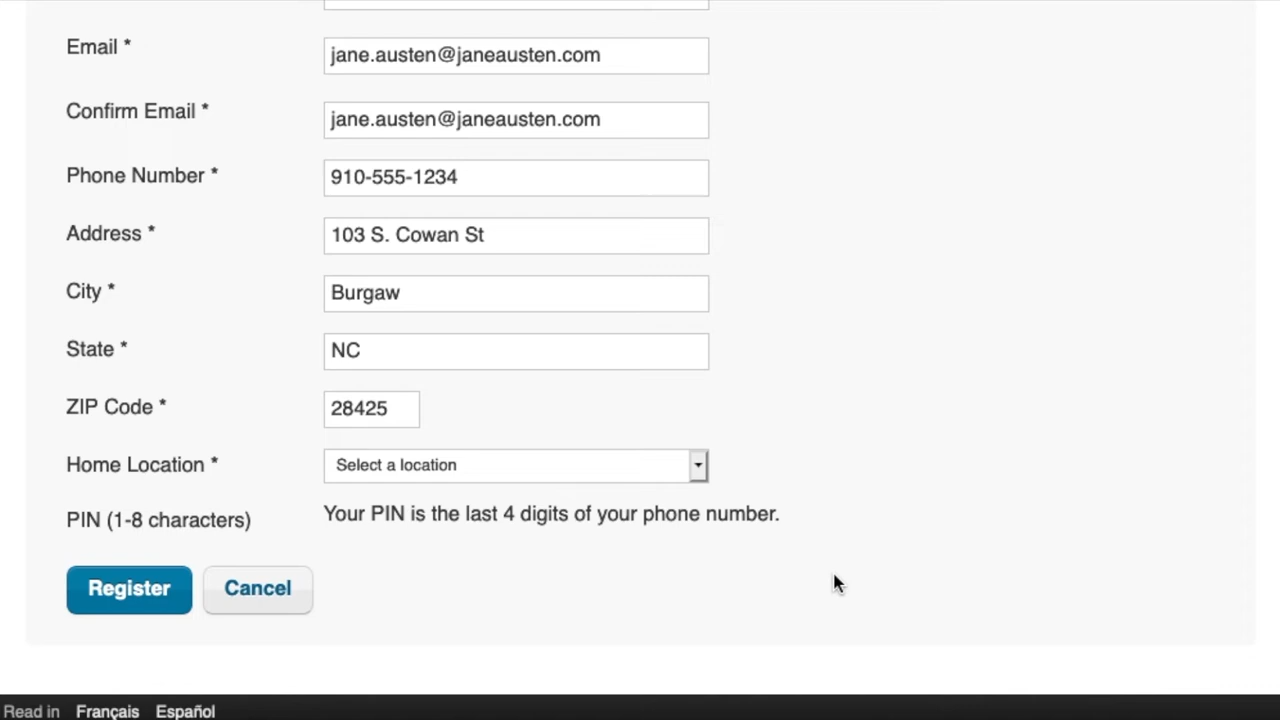 Email * jane.austen@janeausten.com
Confirm Email * jane.austen@janeausten.com
Phone Number * 910-555-1234
Address * 103 S. Cowan St
City * Burgaw
State * NC
ZIP Code * 28425
Home Location * Select a location
PIN (1-8 characters) Your PIN is the last 4 digits of your phone number.
Register Cancel
Read in Français Español